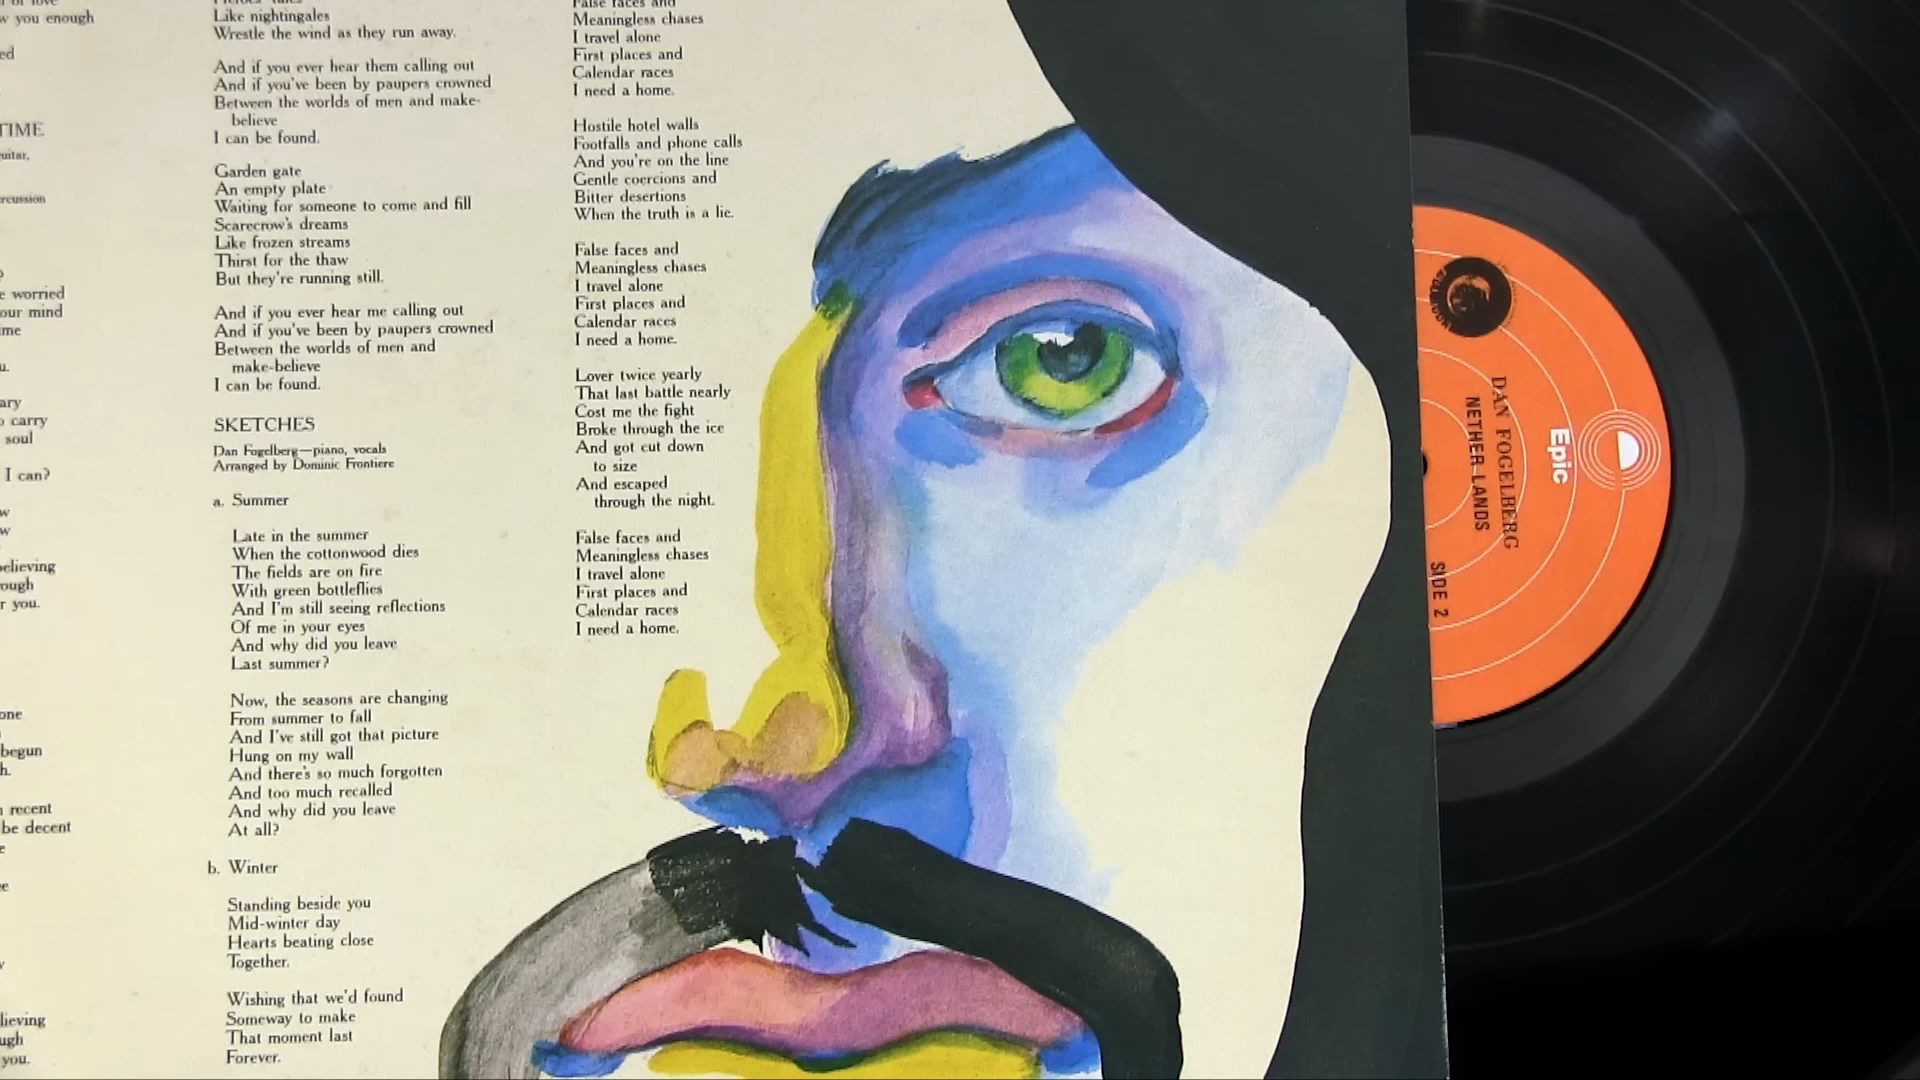 w you enough
ed
TIME
uitar,
rcussion
?
e worried
our mind
me
u.
ary
o carry
soul
I can?
w
w
elieving
ough
r you.
one
begun
h.
n recent
be decent
e
ee
y
lieving
ugh
you.
Like nightingales
Wrestle the wind as they run away.
And if you ever hear them calling out
And if you've been by paupers crowned
Between the worlds of men and make-
believe
I can be found.
Garden gate
An empty plate
Waiting for someone to come and fill
Scarecrow's dreams
Like frozen streams
Thirst for the thaw
But they're running still.
And if you ever hear me calling out
And if you've been by paupers crowned
Between the worlds of men and
make-believe
I can be found.
SKETCHES
Dan Fogelberg—piano, vocals
Arranged by Dominic Frontiere
a. Summer
Late in the summer
When the cottonwood dies
The fields are on fire
With green bottleflies
And I'm still seeing reflections
Of me in your eyes
And why did you leave
Last summer?
Now, the seasons are changing
From summer to fall
And I've still got that picture
Hung on my wall
And there's so much forgotten
And too much recalled
And why did you leave
At all?
b. Winter
Standing beside you
Mid-winter day
Hearts beating close
Together.
Wishing that we'd found
Someway to make
That moment last
Forever.
False faces and
Meaningless chases
I travel alone
First places and
Calendar races
I need a home.
Hostile hotel walls
Footfalls and phone calls
And you're on the line
Gentle coercions and
Bitter desertions
When the truth is a lie.
False faces and
Meaningless chases
I travel alone
First places and
Calendar races
I need a home.
Lover twice yearly
That last battle nearly
Cost me the fight
Broke through the ice
And got cut down
to size
And escaped
through the night.
False faces and
Meaningless chases
I travel alone
First places and
Calendar races
I need a home.
Epic
DAN FOGELBERG
NETHER LANDS
SIDE 2